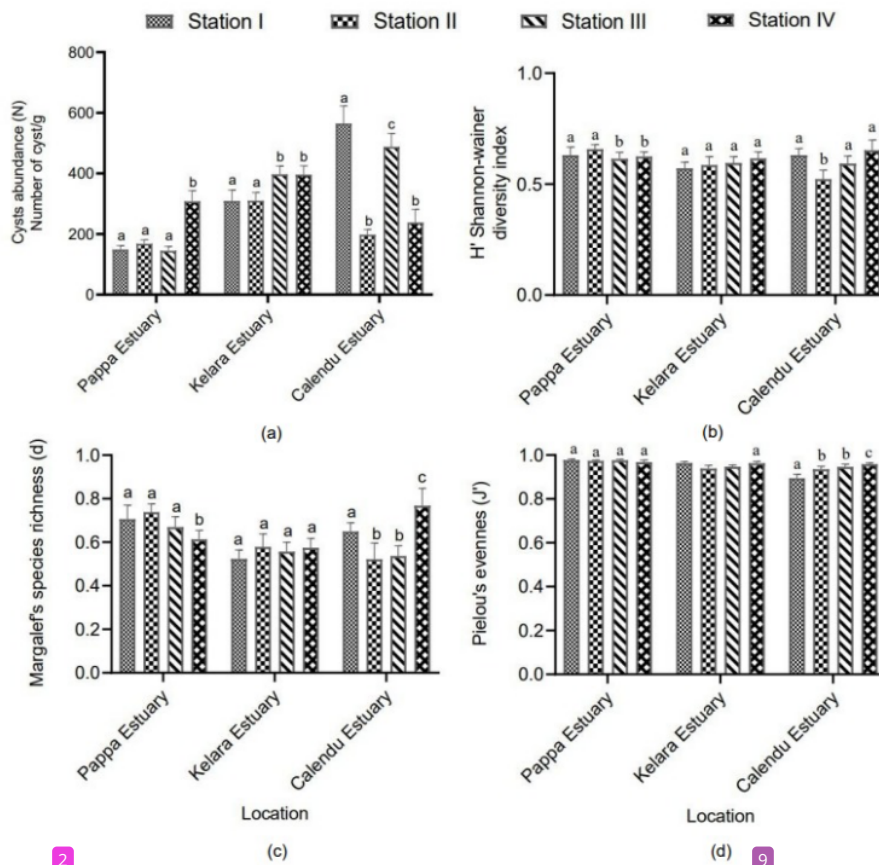 Station I Station II Station III Station IV
Cysts abundance (N)
Number of cyst/g
800
600
400
200
0
a a a b
a a b b
a b c b
Pappa Estuary
Kelara Estuary
Calendu Estuary
(a)
H' Shannon-wainer
diversity index
1.0
0.5
0.0
a a b b
a a a a
a b a a
Pappa Estuary
Kelara Estuary
Calendu Estuary
(b)
Margalef's species richness (d)
1.0
0.8
0.6
0.4
0.2
0.0
a a a b
a a a a
a b b c
Pappa Estuary
Kelara Estuary
Calendu Estuary
Location
(c)
Pielou's evennes (J')
1.0
0.8
0.6
0.4
0.2
0.0
a a a a
a
a b b c
Pappa Estuary
Kelara Estuary
Calendu Estuary
Location
(d)
2
9